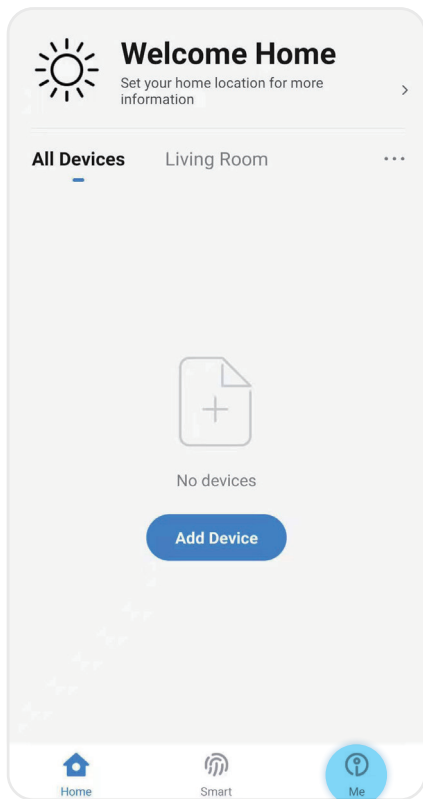 Welcome Home
Set your home location for more
information
All Devices Living Room
No devices
Add Device
Home Smart Me